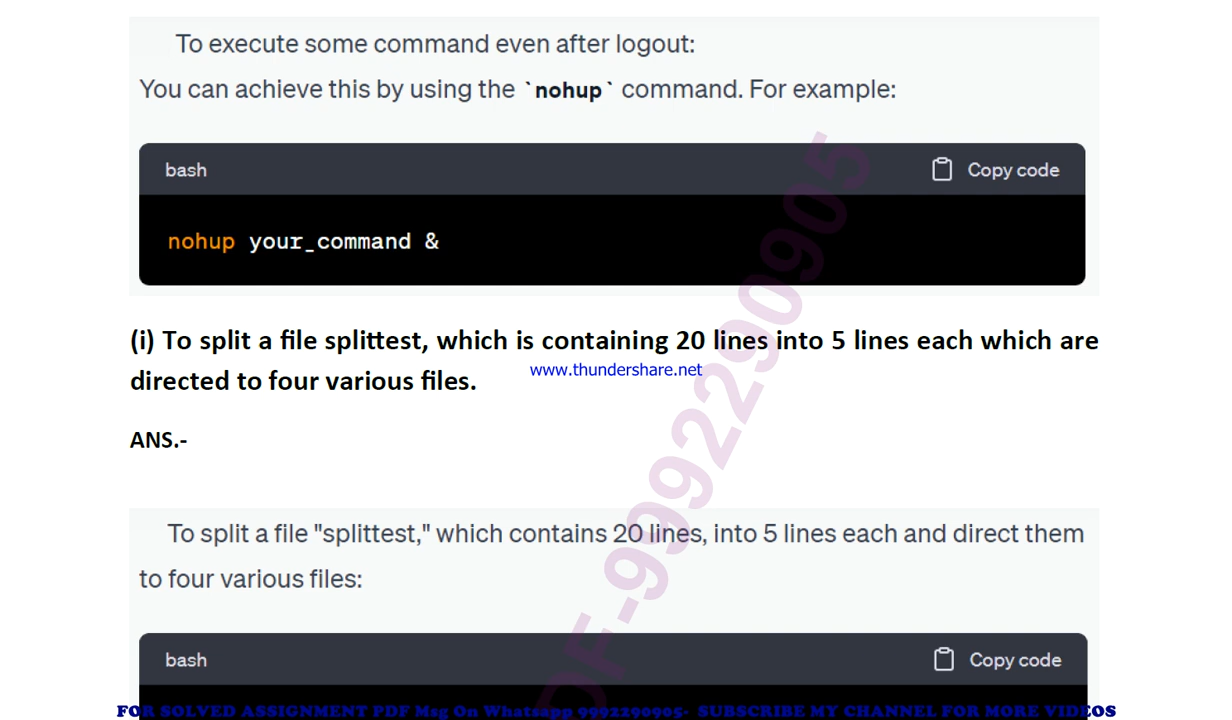 To execute some command even after logout:
You can achieve this by using the `nohup` command. For example:
bash
Copy code
nohup your_command &
(i) To split a file splittest, which is containing 20 lines into 5 lines each which are
directed to four various files.
www.thundershare.net
ANS.-
To split a file "splittest," which contains 20 lines, into 5 lines each and direct them
to four various files:
bash
Copy code
DF-9992290905
FOR SOLVED ASSIGNMENT PDF Msg On Whatsapp 9992290905- SUBSCRIBE MY CHANNEL FOR MORE VIDEOS